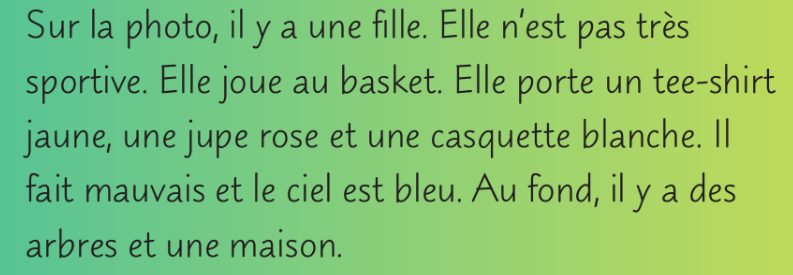 Sur la photo, il y a une fille. Elle n'est pas très
sportive. Elle joue au basket. Elle porte un tee-shirt
jaune, une jupe rose et une casquette blanche. Il
fait mauvais et le ciel est bleu. Au fond, il y a des
arbres et une maison.